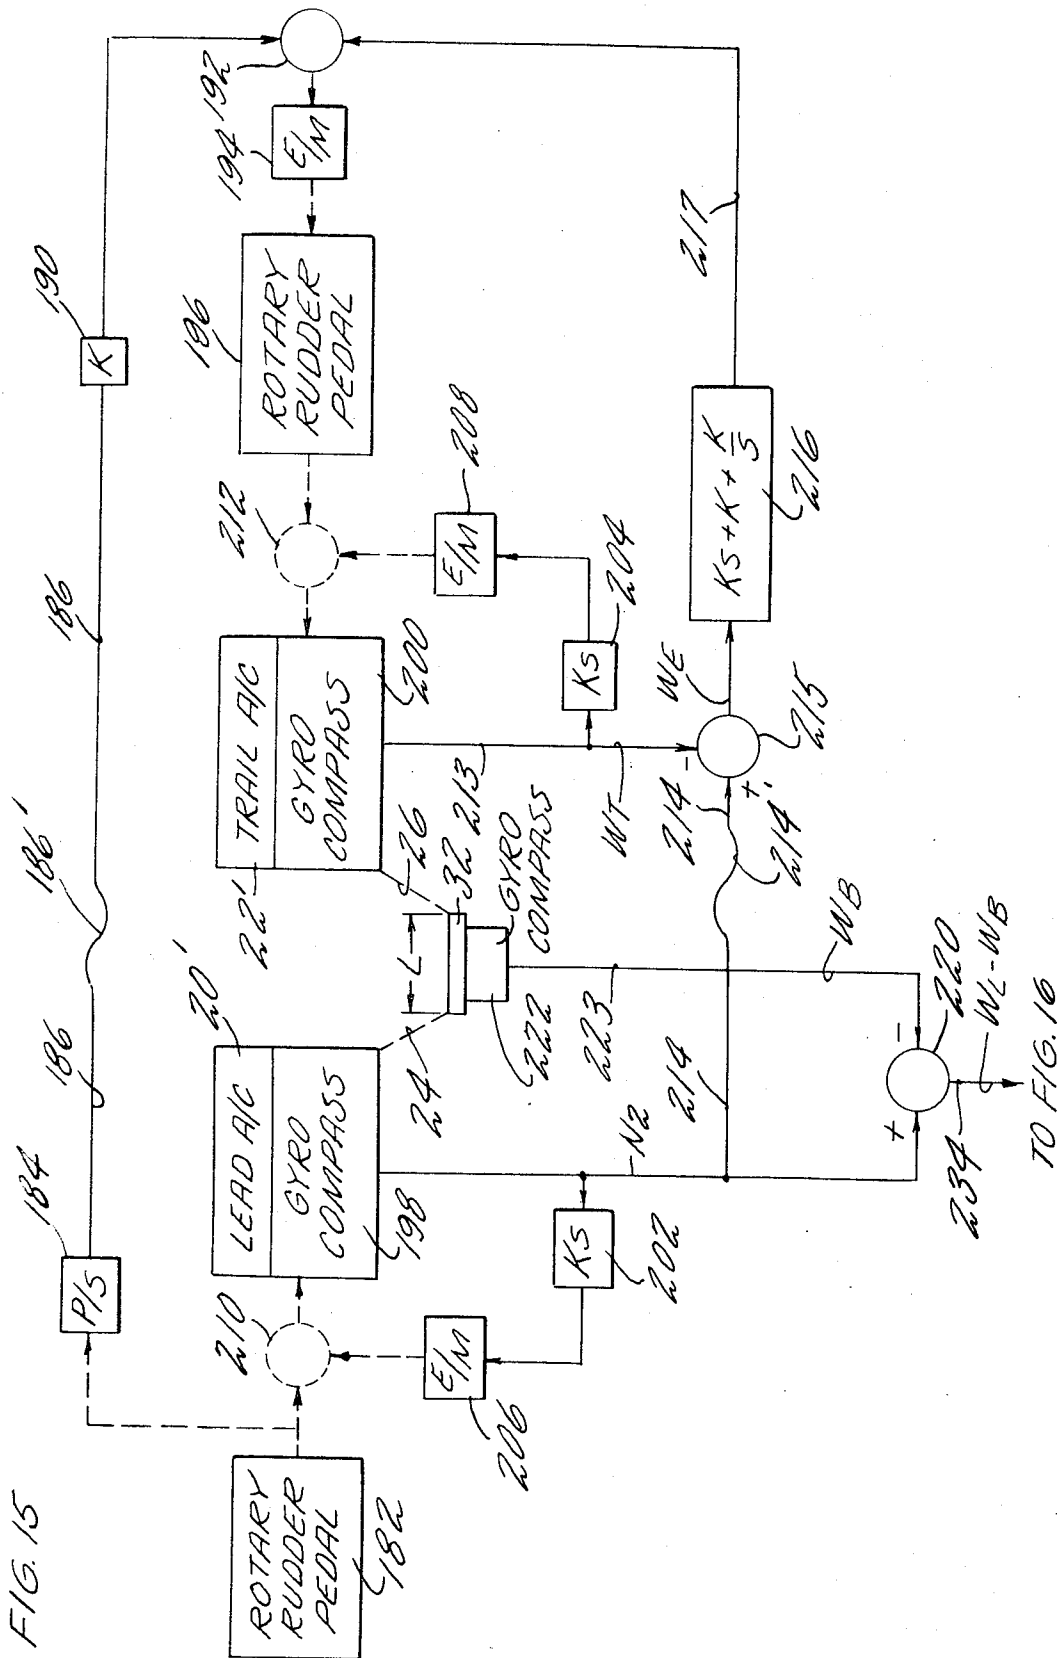 FIG. 15
184
P/S
186
186'
186
190
K
ROTARY
RUDDER
PEDAL
182
210
LEAD A/C
20'
GYRO
COMPASS
198
E/M
206
KS
202
N2
24
L
32
26
GYRO
COMPASS
222
223
22'
TRAIL A/C
GYRO
COMPASS
200
213
212
ROTARY
RUDDER
PEDAL
196
E/M
194
192
E/M
208
KS
204
WT
214
214
214'
+
-
215
WE
KS+K+K/S
216
217
WB
+
-
220
234
WL-WB
TO FIG. 16